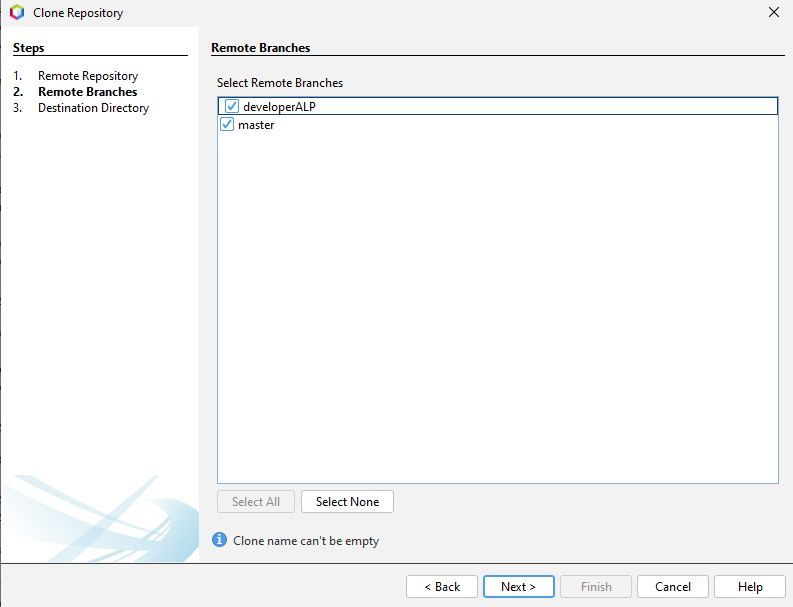 Clone Repository
Steps
1. Remote Repository
2. Remote Branches
3. Destination Directory
Remote Branches
Select Remote Branches
developerALP
master
Select All
Select None
Clone name can't be empty
< Back
Next >
Finish
Cancel
Help